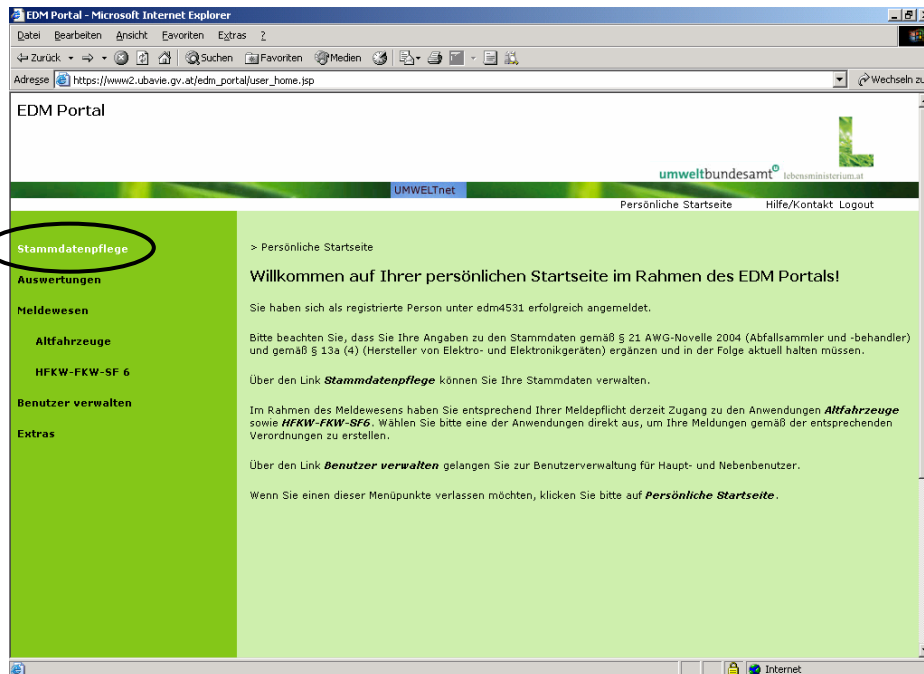 EDM Portal - Microsoft Internet Explorer
Datei Bearbeiten Ansicht Favoriten Extras ?
Zurück Suchen Favoriten Medien
Adresse https://www2.ubavie.gv.at/edm_portal/user_home.jsp Wechseln zu
EDM Portal
umweltbundesamt lebensministerium.at
UMWELTnet
Persönliche Startseite Hilfe/Kontakt Logout
Stammdatenpflege
Auswertungen
Meldewesen
Altfahrzeuge
HFKW-FKW-SF 6
Benutzer verwalten
Extras
> Persönliche Startseite
Willkommen auf Ihrer persönlichen Startseite im Rahmen des EDM Portals!
Sie haben sich als registrierte Person unter edm4531 erfolgreich angemeldet.
Bitte beachten Sie, dass Sie Ihre Angaben zu den Stammdaten gemäß § 21 AWG-Novelle 2004 (Abfallsammler und -behandler)
und gemäß § 13a (4) (Hersteller von Elektro- und Elektronikgeräten) ergänzen und in der Folge aktuell halten müssen.
Über den Link Stammdatenpflege können Sie Ihre Stammdaten verwalten.
Im Rahmen des Meldewesens haben Sie entsprechend Ihrer Meldepflicht derzeit Zugang zu den Anwendungen Altfahrzeuge
sowie HFKW-FKW-SF6. Wählen Sie bitte eine der Anwendungen direkt aus, um Ihre Meldungen gemäß der entsprechenden
Verordnungen zu erstellen.
Über den Link Benutzer verwalten gelangen Sie zur Benutzerverwaltung für Haupt- und Nebenbenutzer.
Wenn Sie einen dieser Menüpunkte verlassen möchten, klicken Sie bitte auf Persönliche Startseite.
Internet